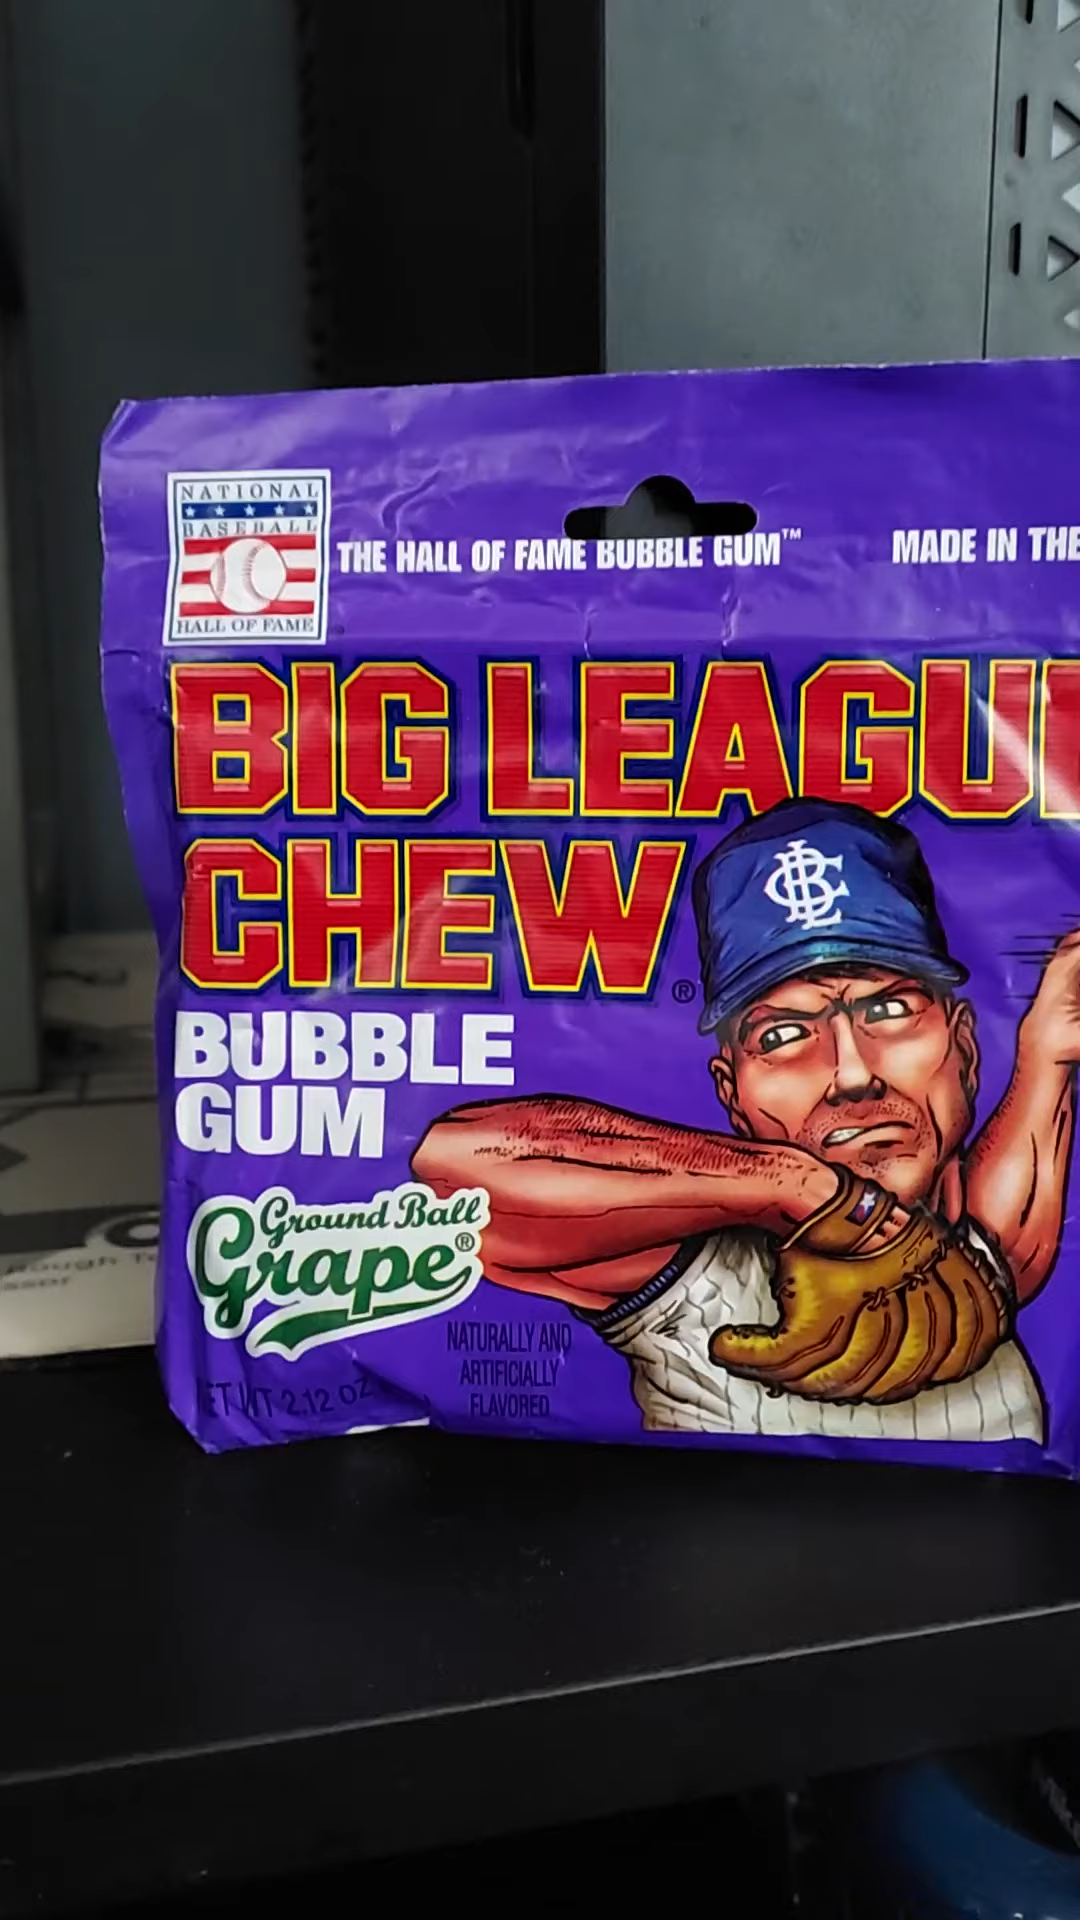 NATIONAL
BASEBALL
HALL OF FAME
THE HALL OF FAME BUBBLE GUM™
MADE IN THE
BIG LEAGU
CHEW®
BUBBLE
GUM
Ground Ball
Grape®
NATURALLY AND
ARTIFICIALLY
FLAVORED
WT 2.12 OZ